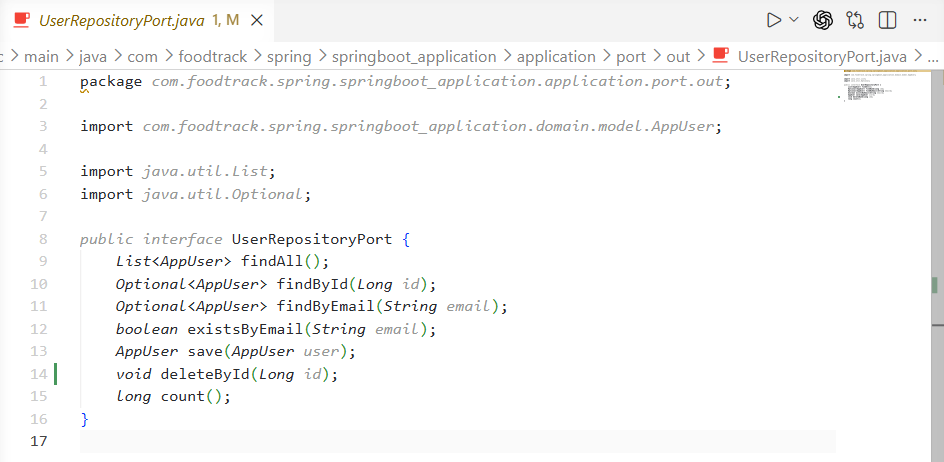 UserRepositoryPort.java 1, M
c > main > java > com > foodtrack > spring > springboot_application > application > port > out > UserRepositoryPort.java > ...
1 package com.foodtrack.spring.springboot_application.application.port.out;
2
3 import com.foodtrack.spring.springboot_application.domain.model.AppUser;
4
5 import java.util.List;
6 import java.util.Optional;
7
8 public interface UserRepositoryPort {
9 List<AppUser> findAll();
10 Optional<AppUser> findById(Long id);
11 Optional<AppUser> findByEmail(String email);
12 boolean existsByEmail(String email);
13 AppUser save(AppUser user);
14 void deleteById(Long id);
15 long count();
16 }
17